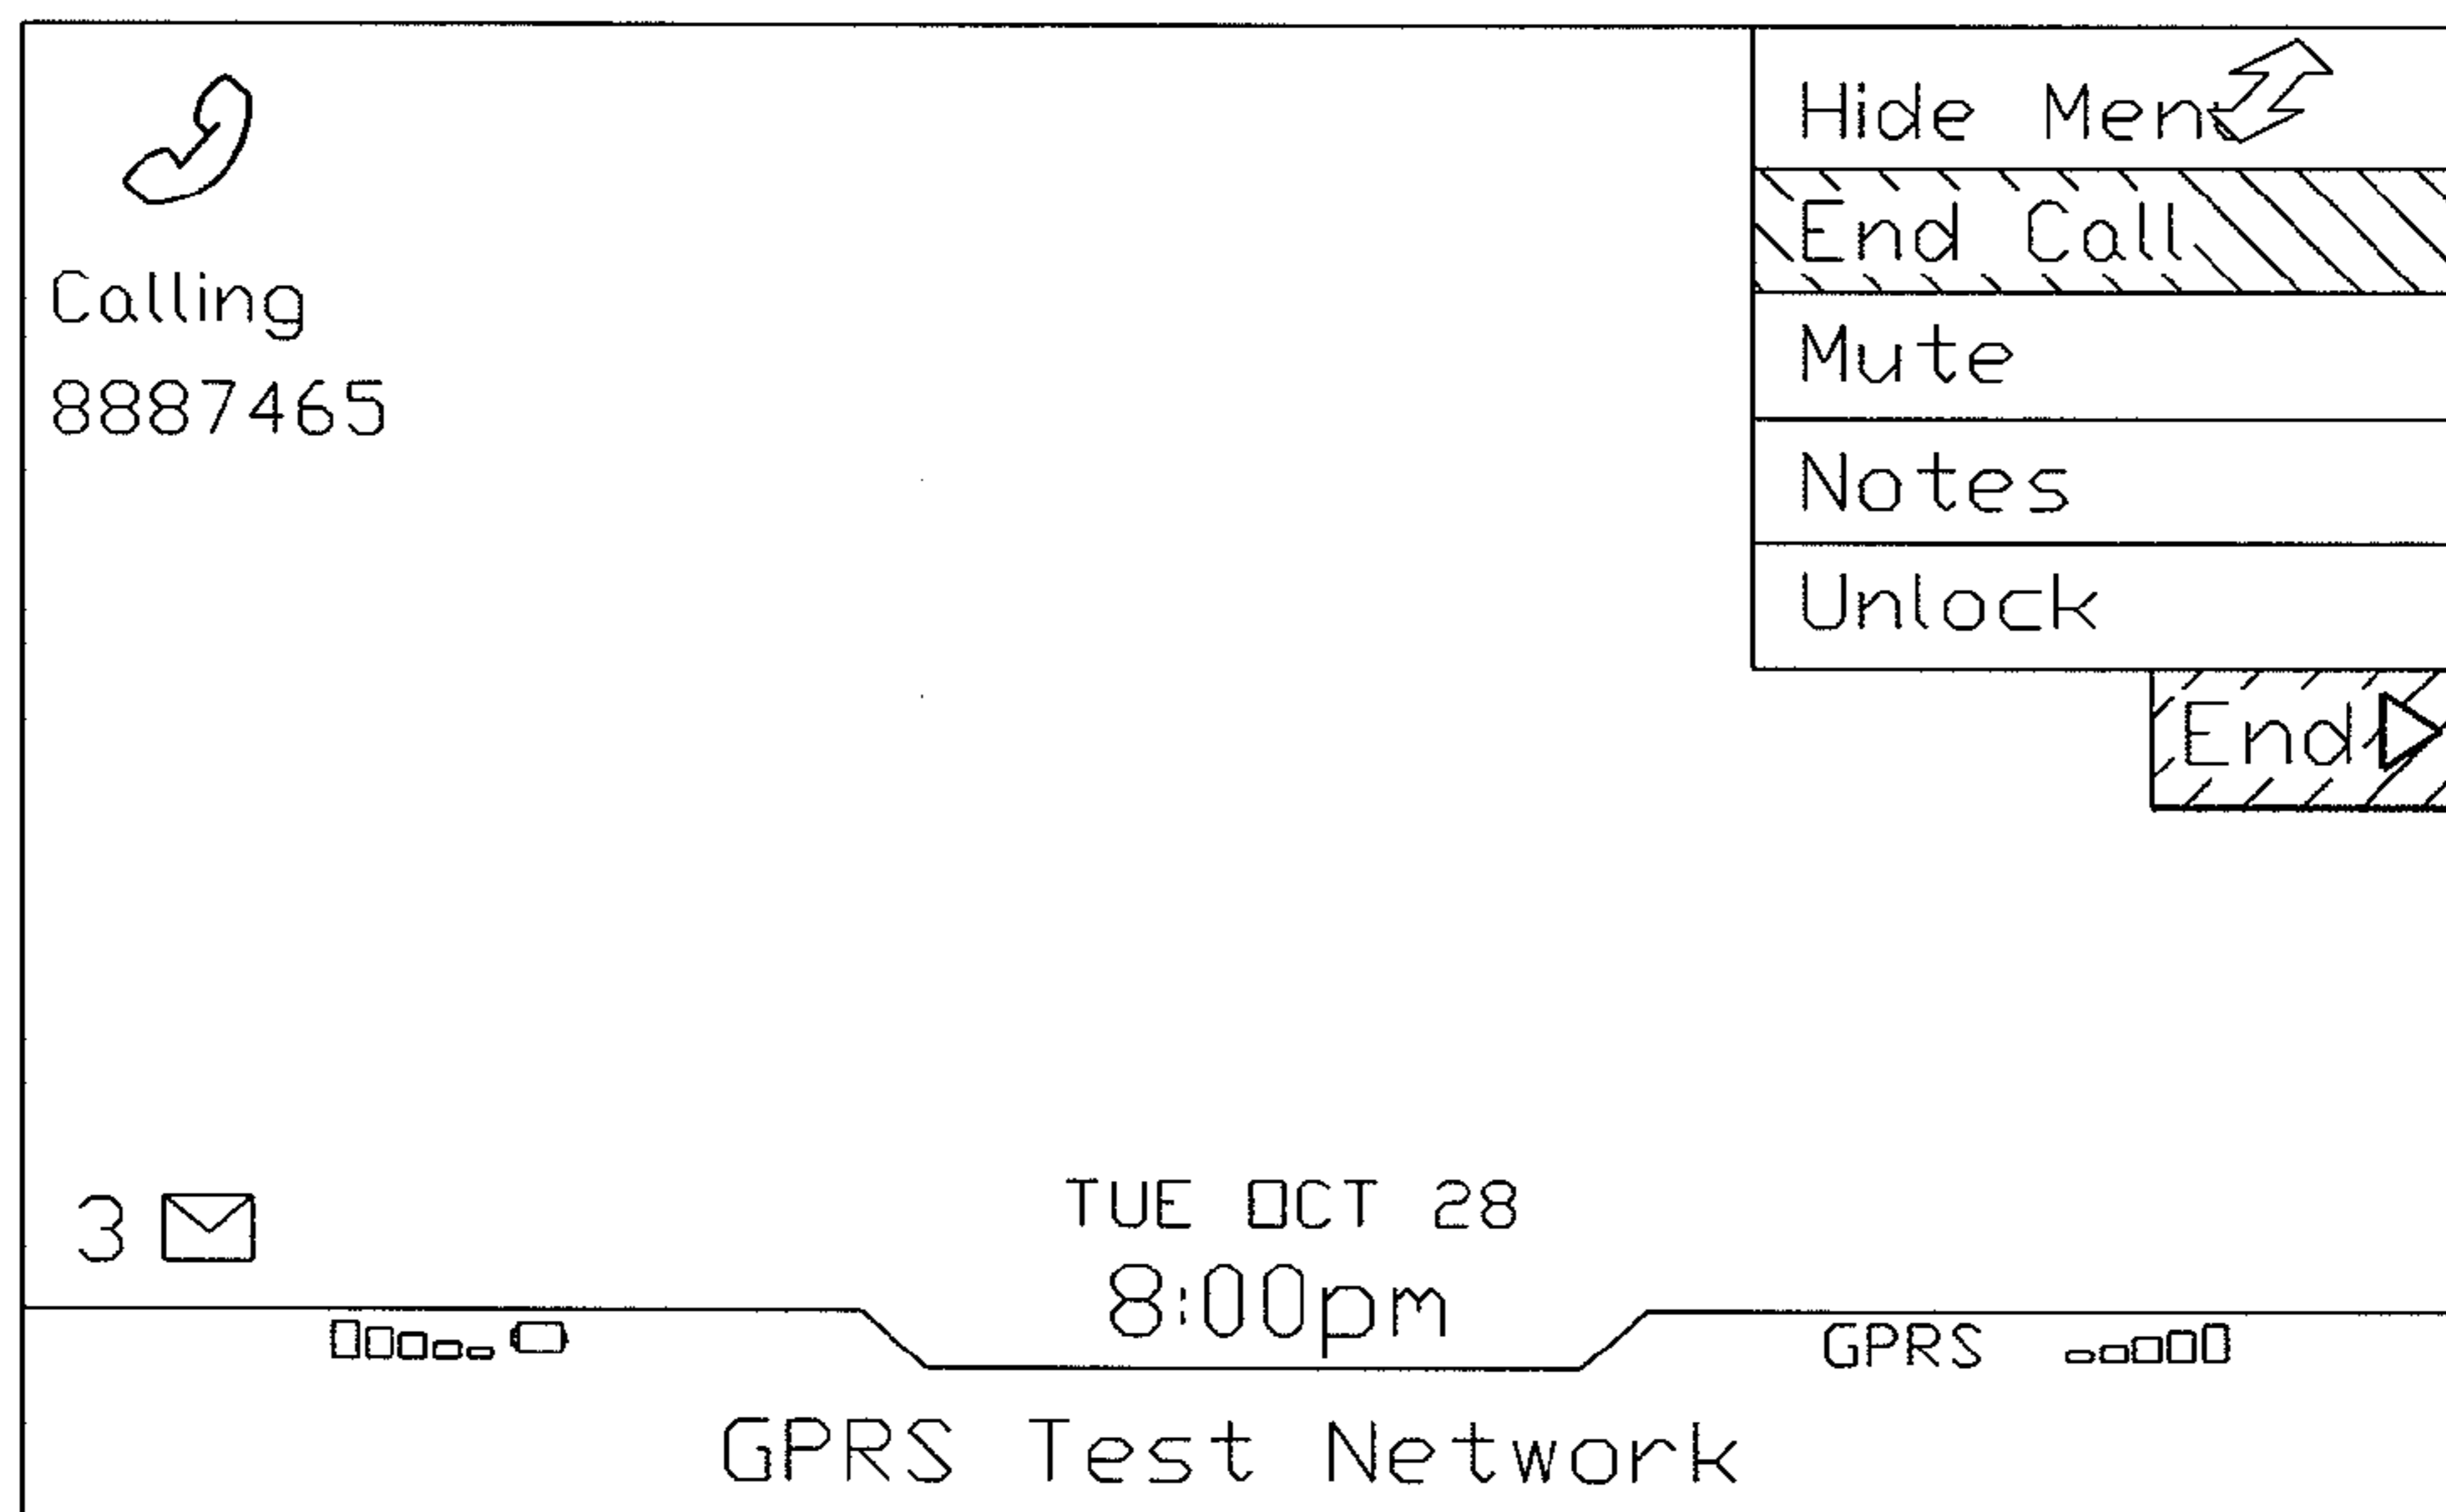 Hide Menu
End Call
Calling
Mute
8887465
Notes
Unlock
End
3
TUE OCT 28
8:00pm
GPRS
GPRS Test Network